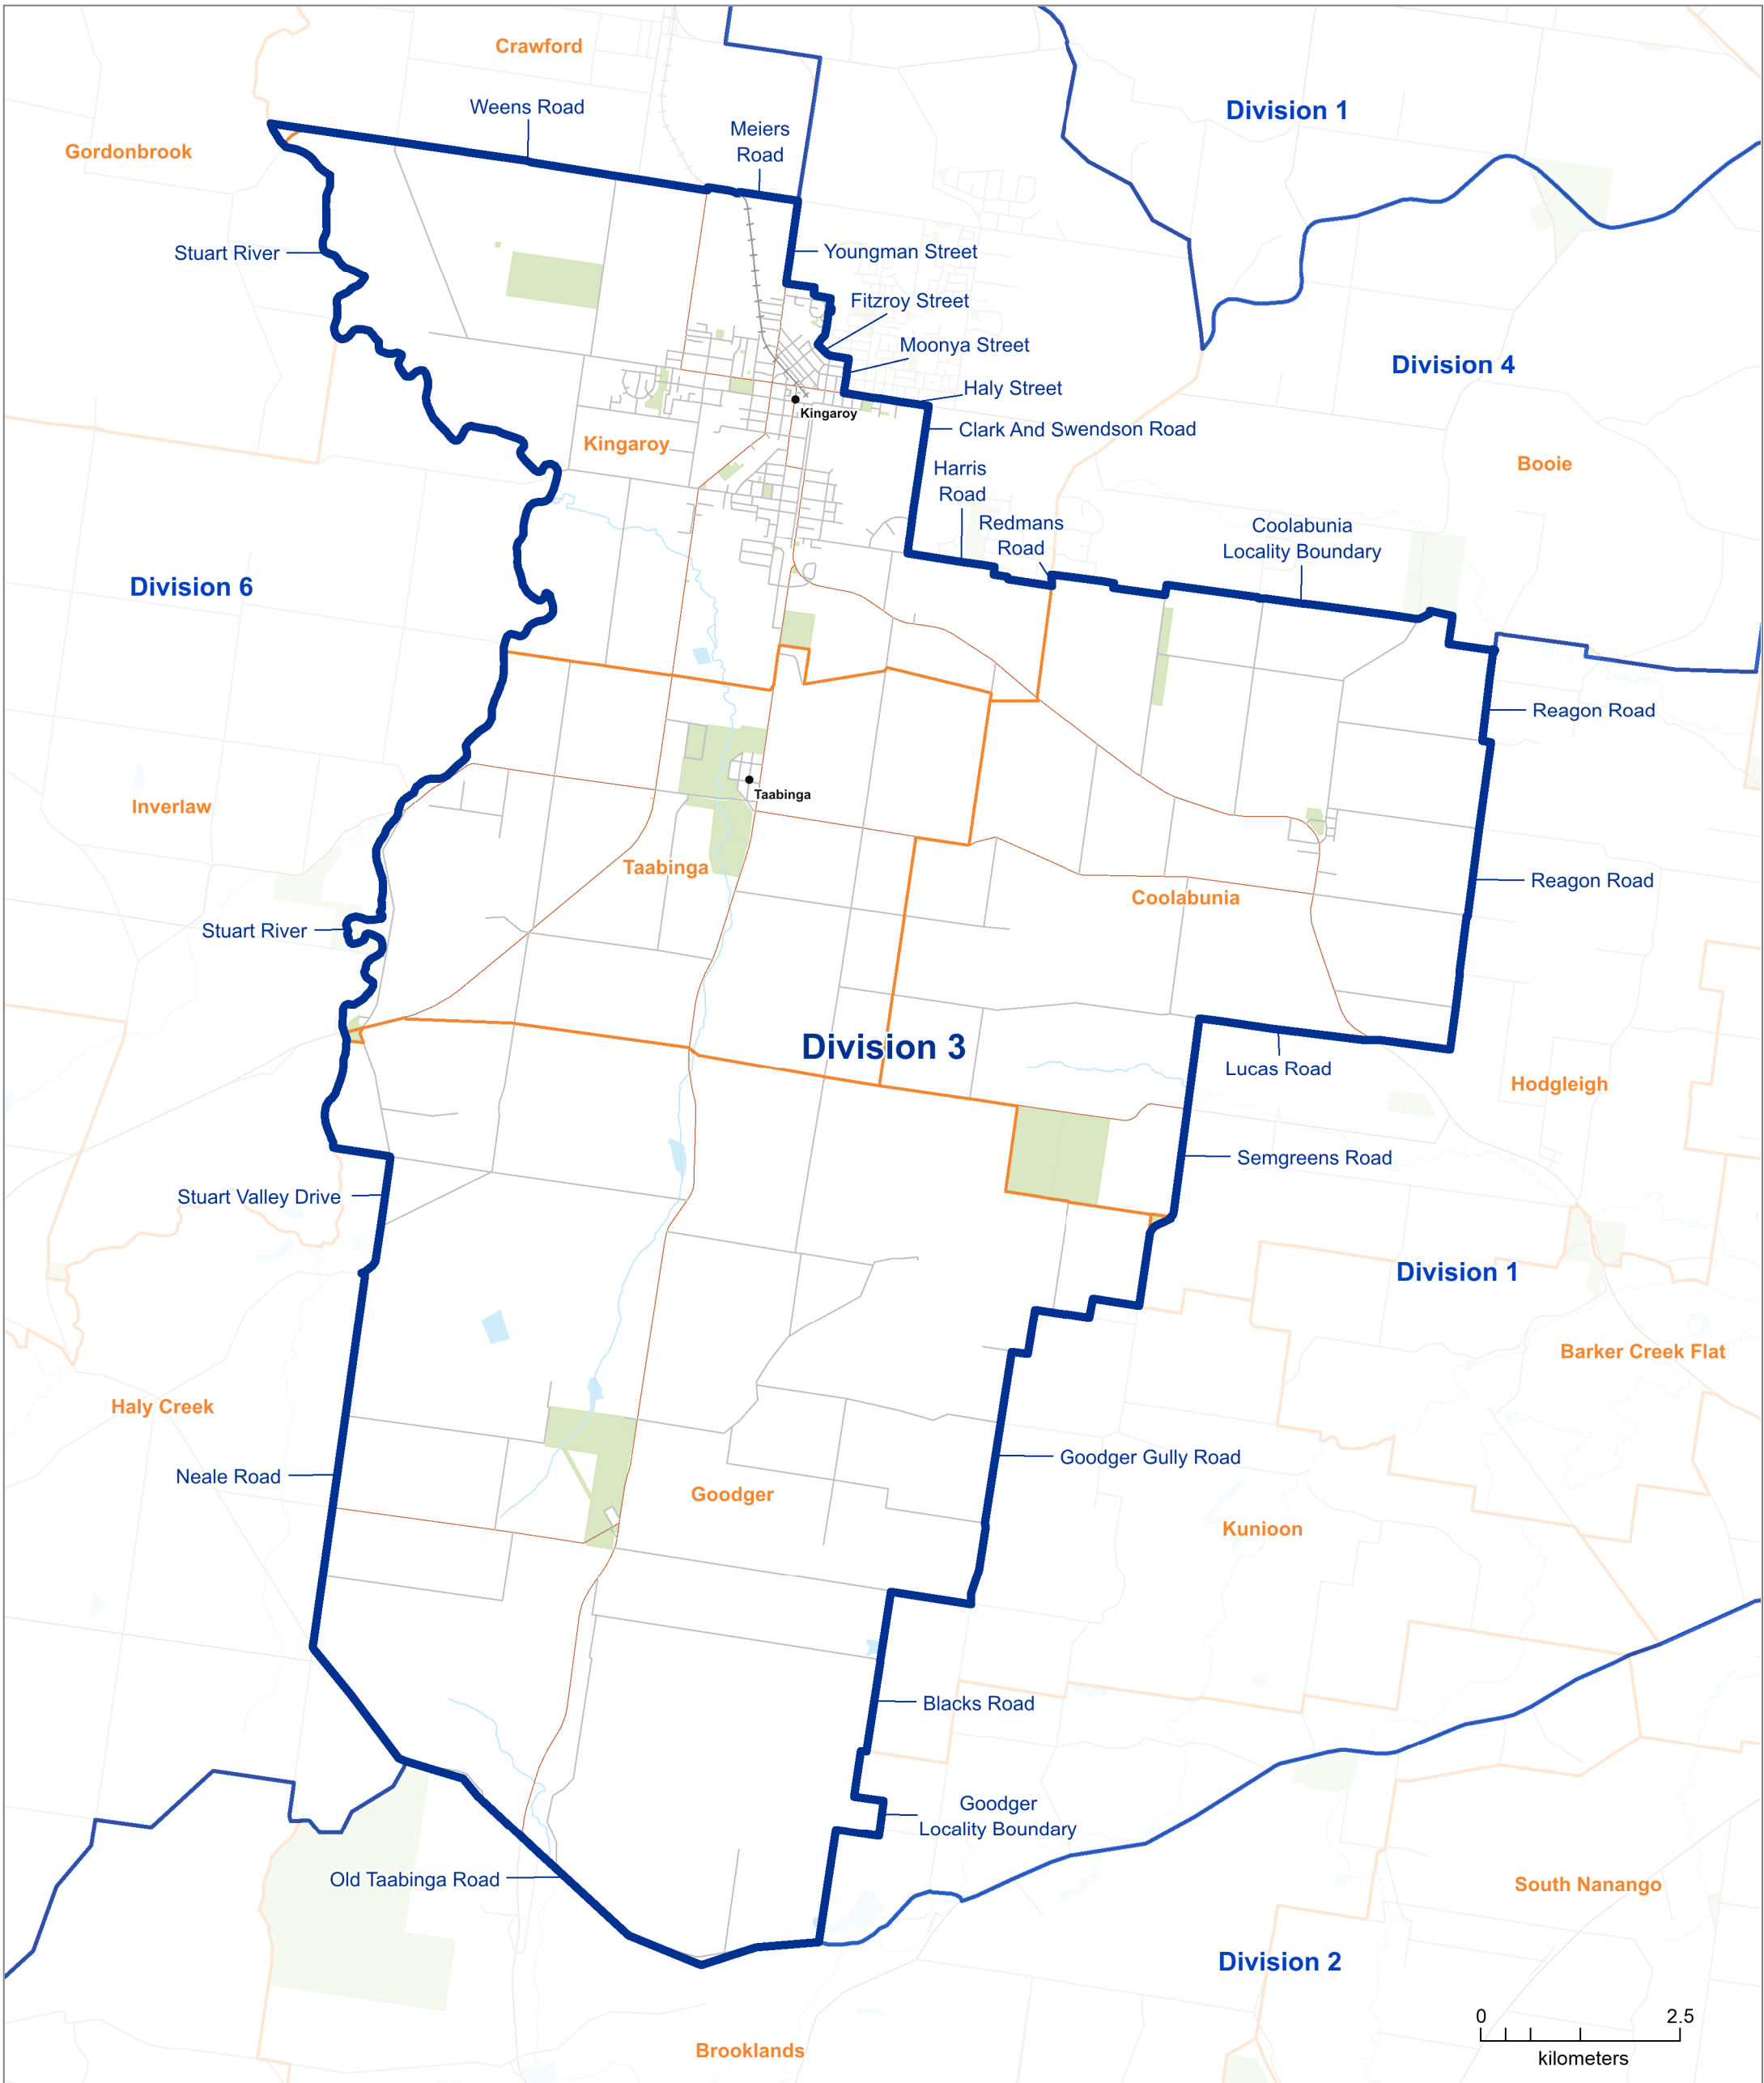 Crawford
Weens Road
Division 1
Meiers
Road
Gordonbrook
Stuart River
Youngman Street
Fitzroy Street
Moonya Street
Division 4
Haly Street
Kingaroy
Clark And Swendson Road
Kingaroy
Booie
Harris
Road
Redmans
Road
Coolabunia
Locality Boundary
Division 6
Reagon Road
Taabinga
Inverlaw
Taabinga
Reagon Road
Coolabunia
Stuart River
Division 3
Lucas Road
Hodgleigh
Semgreens Road
Stuart Valley Drive
Division 1
Barker Creek Flat
Haly Creek
Goodger Gully Road
Neale Road
Goodger
Kunioon
Blacks Road
Goodger
Locality Boundary
Old Taabinga Road
South Nanango
Division 2
0 2.5
kilometers
Brooklands